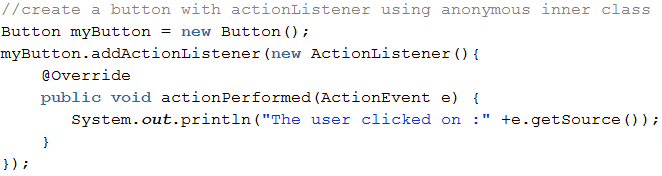 //create a button with actionListener using anonymous inner class
Button myButton = new Button();
myButton.addActionListener(new ActionListener(){
    @Override
    public void actionPerformed(ActionEvent e) {
       System.out.println("The user clicked on :" +e.getSource());
    }
});